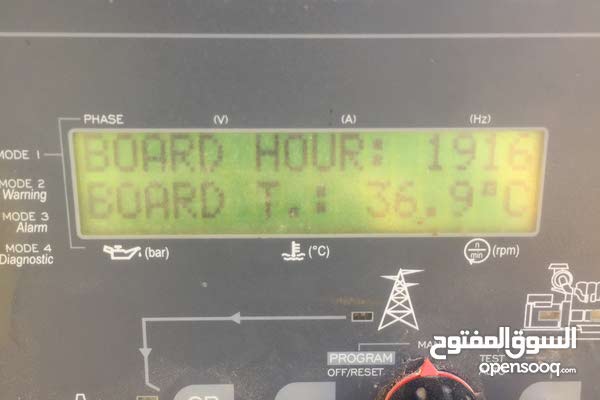 PHASE (V) (A) (Hz)
MODE 1
BOARD HOUR: 1916
MODE 2
Warning
BOARD T.: 36.9°C
MODE 3
Alarm
MODE 4
Diagnostic
(bar) (°C) n/min (rpm)
PROGRAM
OFF/RESET
TEST
السوق المفتوح
opensooq.com